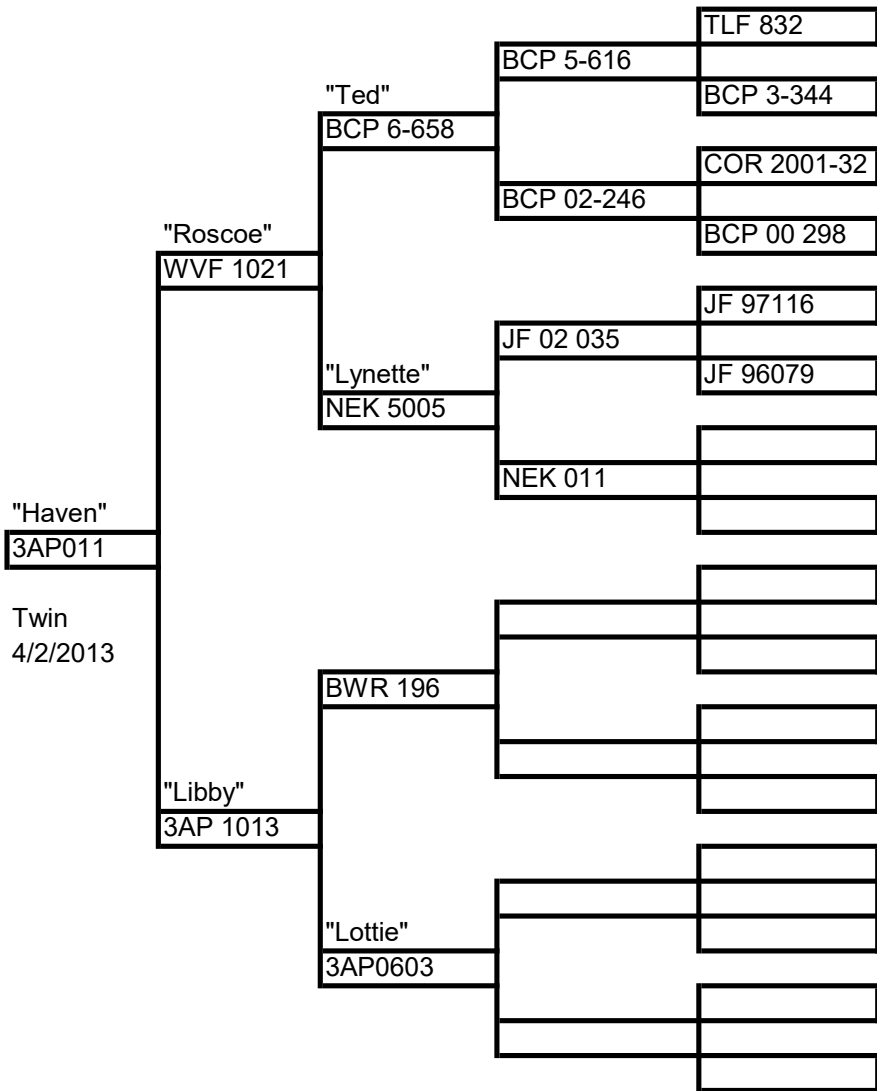 TLF 832
BCP 5-616
"Ted"
BCP 3-344
BCP 6-658
COR 2001-32
BCP 02-246
"Roscoe"
BCP 00 298
WVF 1021
JF 97116
JF 02 035
"Lynette"
JF 96079
NEK 5005
NEK 011
"Haven"
3AP011
Twin
4/2/2013
BWR 196
"Libby"
3AP 1013
"Lottie"
3AP0603